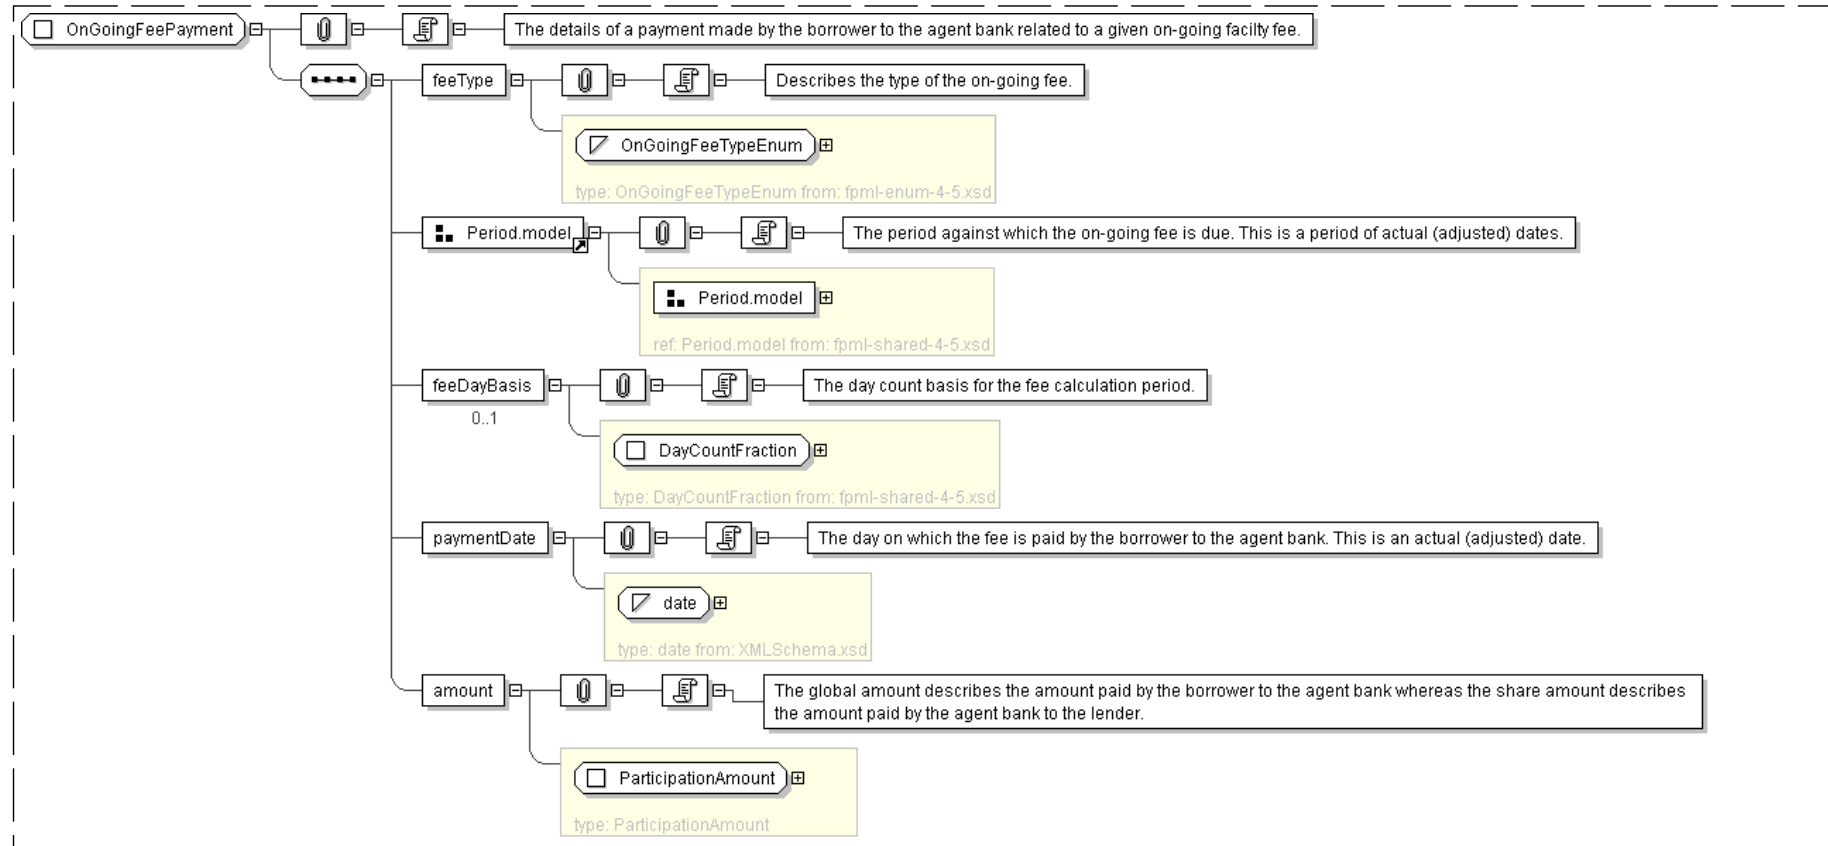 OnGoingFeePayment
The details of a payment made by the borrower to the agent bank related to a given on-going facilty fee.
feeType
Describes the type of the on-going fee.
OnGoingFeeTypeEnum
type: OnGoingFeeTypeEnum from: fpml-enum-4-5.xsd
Period.model
The period against which the on-going fee is due. This is a period of actual (adjusted) dates.
Period.model
ref: Period.model from: fpml-shared-4-5.xsd
feeDayBasis
The day count basis for the fee calculation period.
0..1
DayCountFraction
type: DayCountFraction from: fpml-shared-4-5.xsd
paymentDate
The day on which the fee is paid by the borrower to the agent bank. This is an actual (adjusted) date.
date
type: date from: XMLSchema.xsd
amount
The global amount describes the amount paid by the borrower to the agent bank whereas the share amount describes
the amount paid by the agent bank to the lender.
ParticipationAmount
type: ParticipationAmount